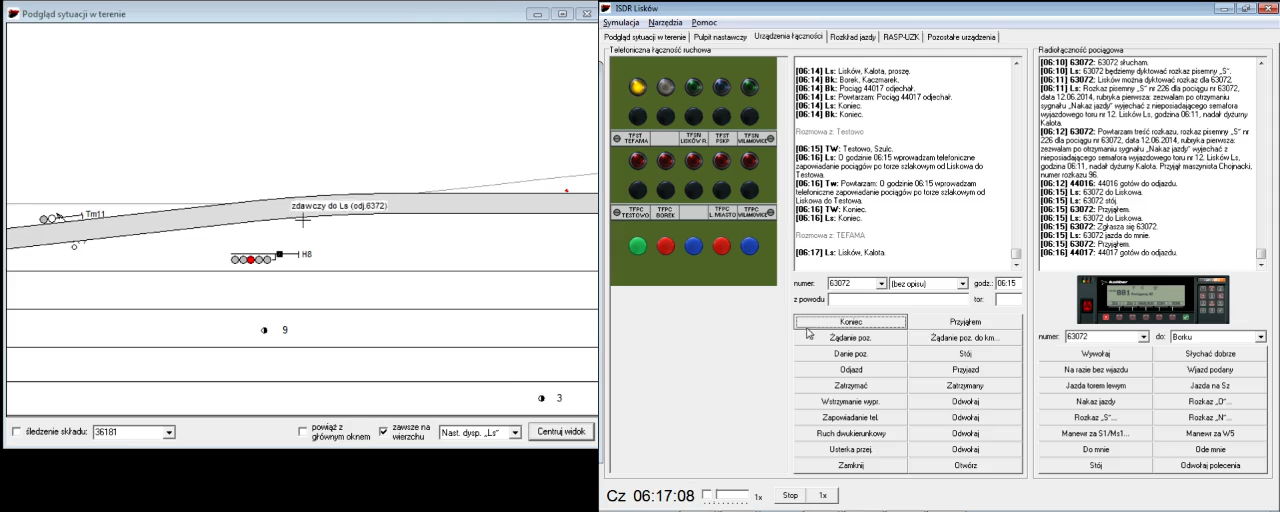 Podgląd sytuacji w terenie
zdawczy do Ls (odj.6372)
Tm11
H8
9
3
śledzenie składu:
36181
powiąż z
głównym oknem
zawsze na
wierzchu
Nast. dysp. „Ls”
Centruj widok
ISDR Lisków
Symulacja Narzędzia Pomoc
Podgląd sytuacji w terenie Pulpit nastawczy Urządzenia łączności Rozkład jazdy RASP-UZK Pozostałe urządzenia
Telefoniczna łączność ruchowa
TFST
TEFAMA
TFSN
LISKÓW FI.
TFST
PSKP
TFSN
WILAMOWICE
TFPC
TESTOWO
TFPC
BOREK
TFPC
L.MIASTO
TFPC
WILAMOWICE
[06:14] Ls: Lisków, Kalota, proszę.
[06:14] Bk: Borek, Kaczmarek.
[06:14] Bk: Pociąg 44017 odjechał.
[06:14] Ls: Powtarzam: Pociąg 44017 odjechał.
[06:14] Ls: Koniec.
[06:14] Bk: Koniec.
Rozmowa z: Testowo
[06:15] TW: Testowo, Szulc.
[06:16] Ls: O godzinie 06:15 wprowadzam telefoniczne
zapowiadanie pociągów po torze szlakowym od Liskowa do
Testowa.
[06:16] Tw: Powtarzam: O godzinie 06:15 wprowadzam
telefoniczne zapowiadanie pociągów po torze szlakowym od
Liskowa do Testowa.
[06:16] TW: Koniec.
[06:16] Ls: Koniec.
Rozmowa z: TEFAMA
[06:17] Ls: Lisków, Kalota.
numer: 63072 (bez opisu) godz.: 06:15
z powodu tor:
Koniec Przyjąłem
Żądanie poz. Żądanie poz. do km...
Danie poz. Stój
Odjazd Przyjazd
Zatrzymać Zatrzymany
Wstrzymanie wypr. Odwołaj
Zapowiadanie tel. Odwołaj
Ruch dwukierunkowy Odwołaj
Usterka przej. Odwołaj
Zamknij Otwórz
Radiołączność pociągowa
[06:10] 63072: 63072 słucham.
[06:10] Ls: 63072 będziemy dyktować rozkaz pisemny „S”.
[06:11] 63072: Lisków można dyktować rozkaz dla 63072,
[06:11] Ls: Rozkaz pisemny „S” nr 226 dla pociągu nr 63072,
data 12.06.2014, rubryka pierwsza: zezwalam po otrzymaniu
sygnału „Nakaz jazdy” wyjechać z nieposiadającego semafora
wyjazdowego toru nr 12. Lisków Ls, godzina 06:11, nadał dyżurny
Kalota.
[06:12] 63072: Powtarzam treść rozkazu, rozkaz pisemny „S” nr
226 dla pociągu nr 63072, data 12.06.2014, rubryka pierwsza:
zezwalam po otrzymaniu sygnału „Nakaz jazdy” wyjechać z
nieposiadającego semafora wyjazdowego toru nr 12. Lisków Ls,
godzina 06:11, nadał dyżurny Kalota. Przyjął maszynista Chojnacki,
numer rozkazu 96.
[06:12] 44016: 44016 gotów do odjazdu.
[06:15] Ls: 63072 do Liskowa.
[06:15] Ls: 63072 stój.
[06:15] 63072: Przyjąłem.
[06:15] Ls: 63072 do Liskowa.
[06:15] 63072: Zgłasza się 63072.
[06:15] Ls: 63072 jazda do mnie.
[06:15] 63072: Przyjąłem.
[06:16] 44017: 44017 gotów do odjazdu.
numer: 63072 do: Borku
Wywołaj Słychać dobrze
Na razie bez wjazdu Wjazd podany
Jazda torem lewym Jazda na Sz
Nakaz jazdy Rozkaz „O”...
Rozkaz „S”... Rozkaz „N”...
Manewr za S1/Ms1... Manewr za W5
Do mnie Ode mnie
Stój Odwołaj polecenia
Cz 06:17:08 1x Stop 1x